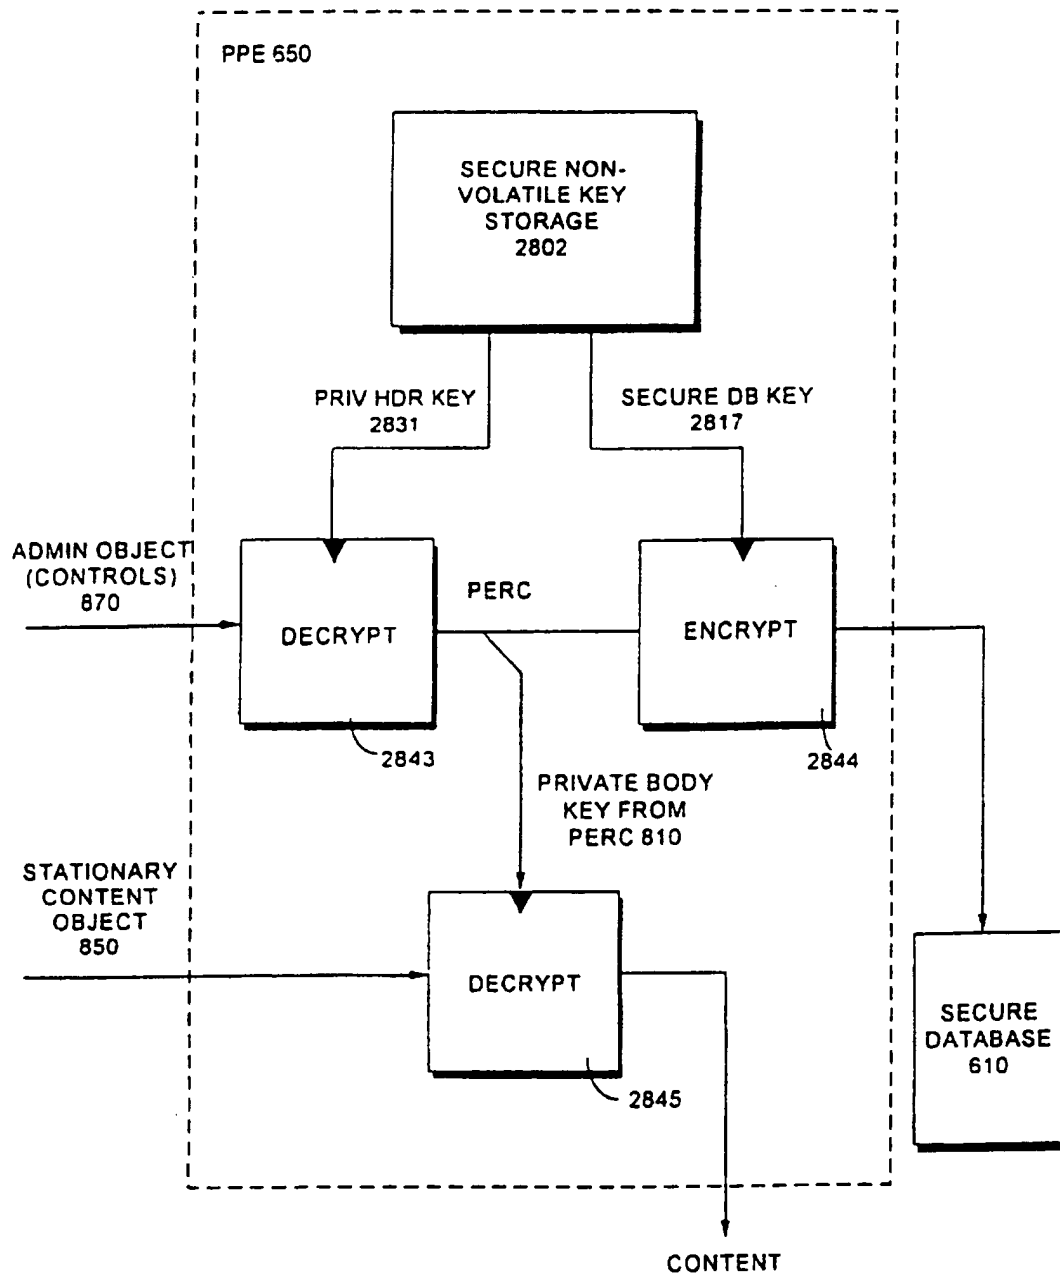 PPE 650
SECURE NON-
VOLATILE KEY
STORAGE
2802
PRIV HDR KEY
2831
SECURE DB KEY
2817
ADMIN OBJECT
(CONTROLS)
870
DECRYPT
PERC
ENCRYPT
2843
2844
PRIVATE BODY
KEY FROM
PERC 810
STATIONARY
CONTENT
OBJECT
850
DECRYPT
2845
SECURE
DATABASE
610
CONTENT